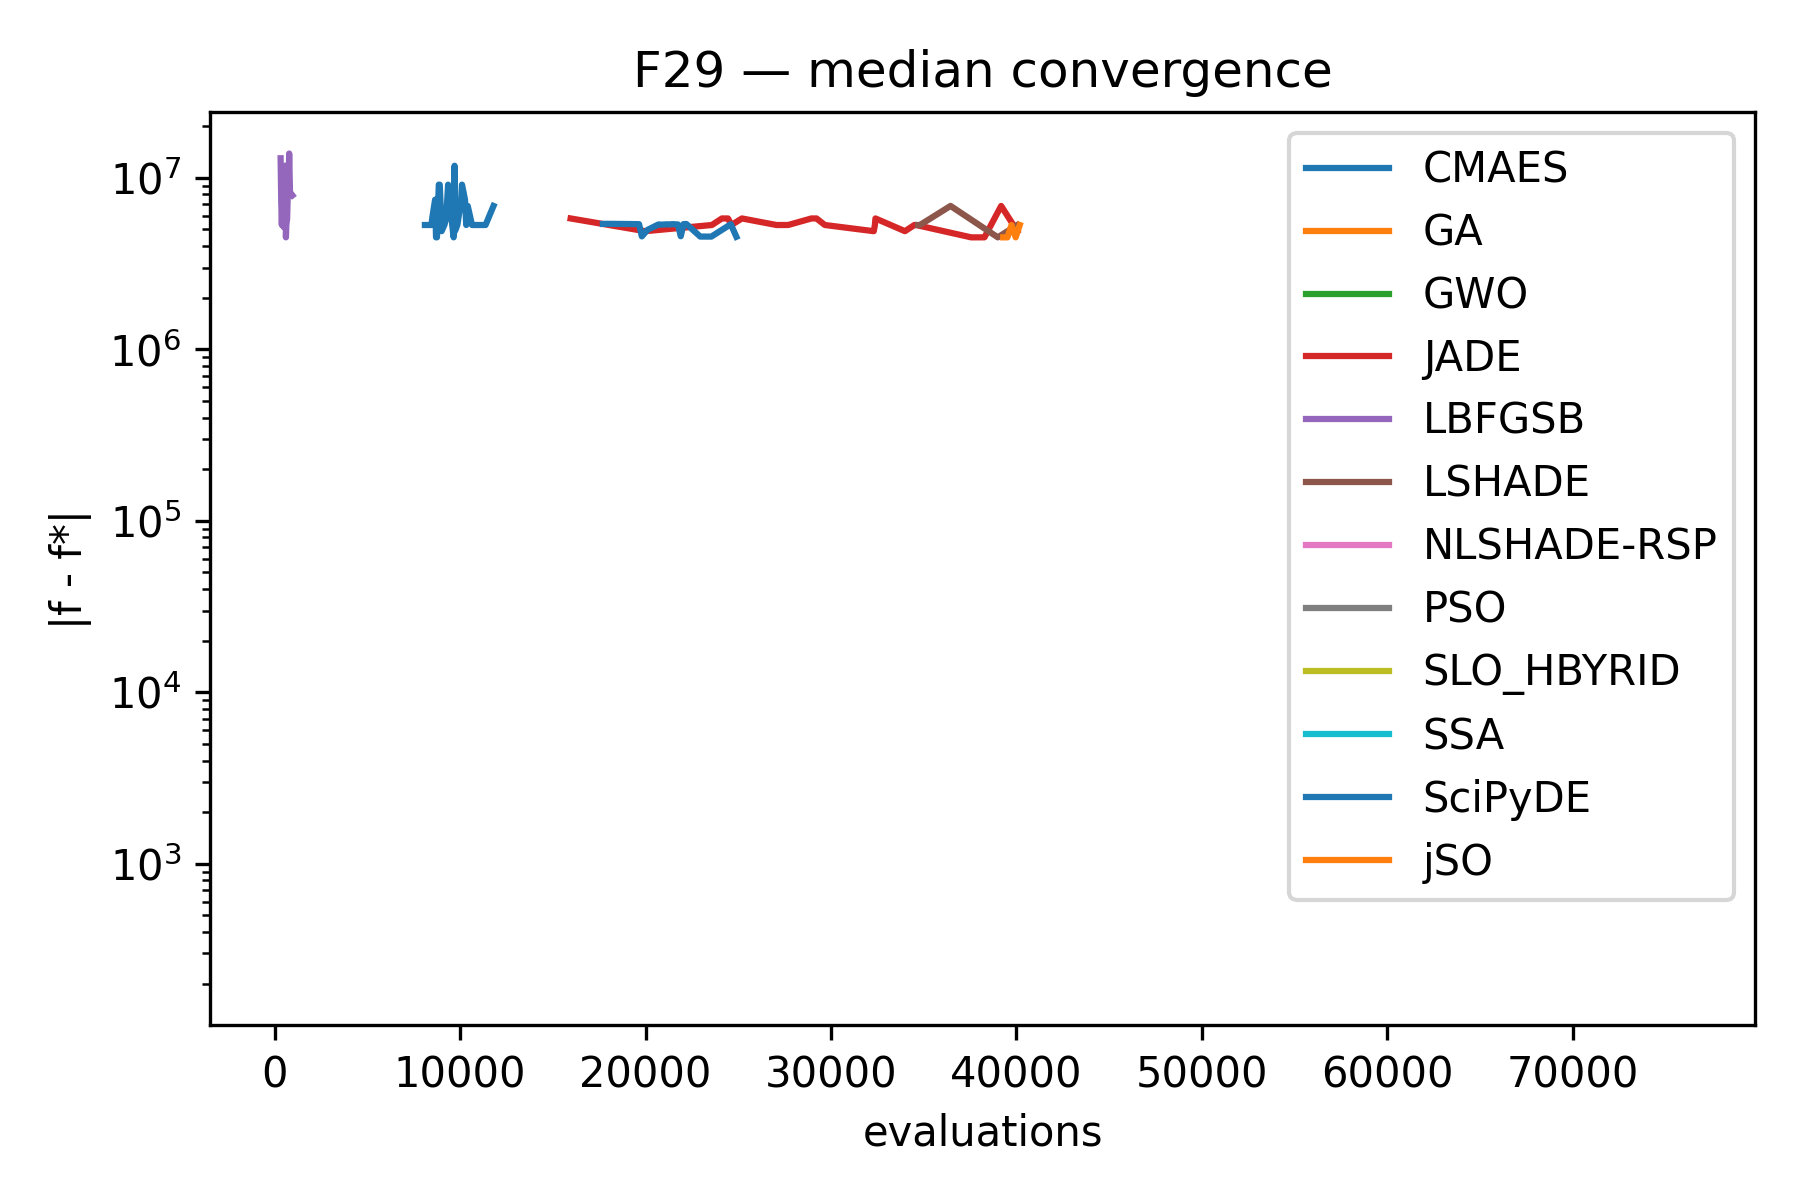 F29 — median convergence
|f - f*|
10⁷
10⁶
10⁵
10⁴
10³
0 10000 20000 30000 40000 50000 60000 70000
evaluations
CMAES
GA
GWO
JADE
LBFGSB
LSHADE
NLSHADE-RSP
PSO
SLO_HBYRID
SSA
SciPyDE
jSO